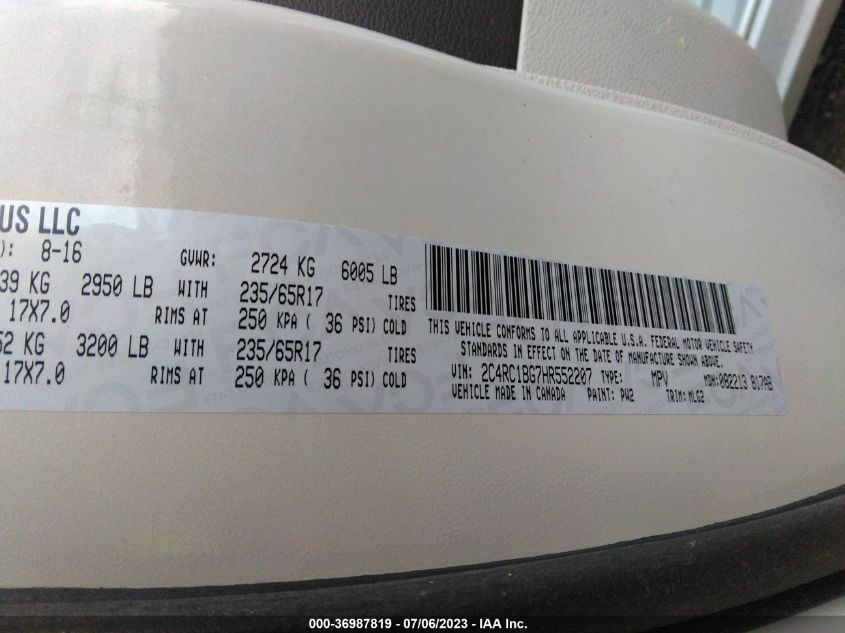 US LLC
): 8-16 GVWR: 2724 KG 6005 LB
39 KG 2950 LB WITH 235/65R17 TIRES
17X7.0 RIMS AT 250 KPA ( 36 PSI) COLD
52 KG 3200 LB WITH 235/65R17 TIRES
17X7.0 RIMS AT 250 KPA ( 36 PSI) COLD
THIS VEHICLE CONFORMS TO ALL APPLICABLE U.S.A. FEDERAL MOTOR VEHICLE SAFETY
STANDARDS IN EFFECT ON THE DATE OF MANUFACTURE SHOWN ABOVE.
VIN: 2C4RC1BG7HR552207 TYPE: MPV MDH: 082213 817AB
VEHICLE MADE IN CANADA PAINT: PW2 TRIM: MLG2
000-36987819 / 07/06/2023 - IAA Inc.